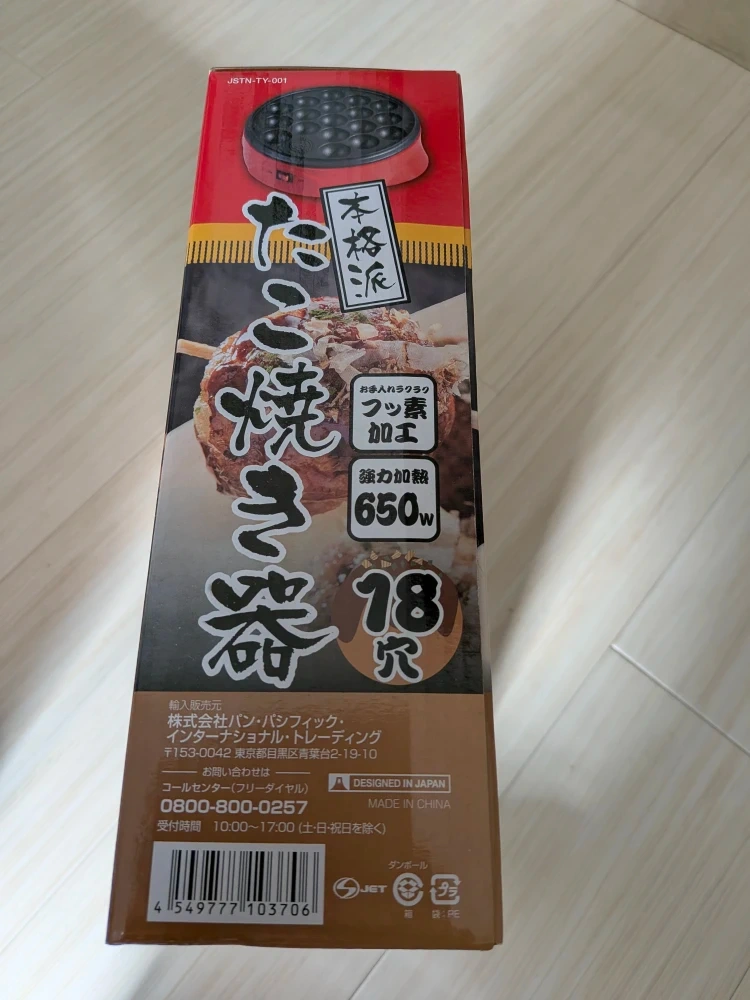 JSTN-TY-001
本格派
たこ焼き器
お手入れラクラク
フッ素
加工
強力加熱
650W
18
穴
輸入販売元
株式会社パン・パシフィック・
インターナショナル・トレーディング
〒153-0042 東京都目黒区青葉台2-19-10
お問い合わせは
コールセンター(フリーダイヤル)
0800-800-0257
受付時間 10:00～17:00 (土・日・祝日を除く)
DESIGNED IN JAPAN
MADE IN CHINA
4 549777 103706
JET
ダンボール
箱
プラ
袋:PE